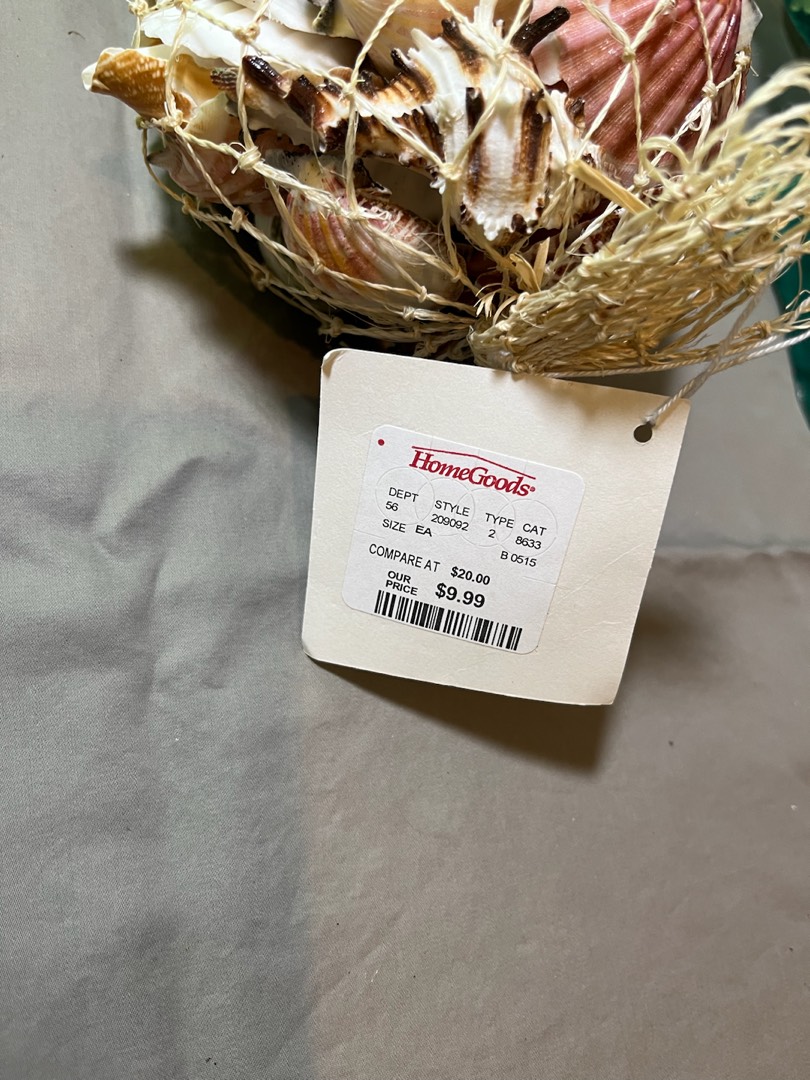 HomeGoods®
DEPT STYLE TYPE CAT
56 209092 2 8633
SIZE EA B 0515
COMPARE AT $20.00
OUR PRICE $9.99